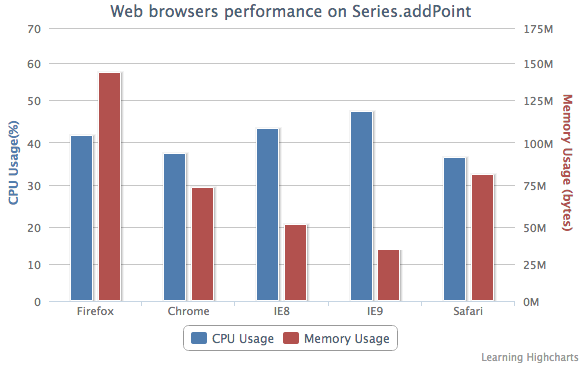 Web browsers performance on Series.addPoint
70
60
50
40
30
20
10
0
CPU Usage(%)
175M
150M
125M
100M
75M
50M
25M
0M
Memory Usage (bytes)
Firefox Chrome IE8 IE9 Safari
CPU Usage Memory Usage
Learning Highcharts